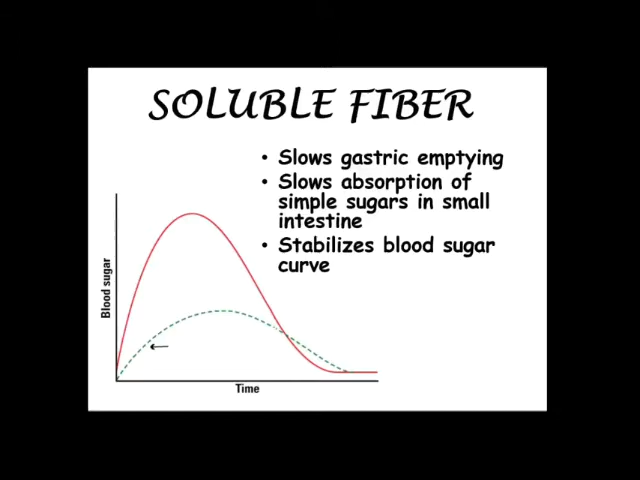 SOLUBLE FIBER
• Slows gastric emptying
• Slows absorption of
simple sugars in small
intestine
• Stabilizes blood sugar
curve
Blood sugar
Time